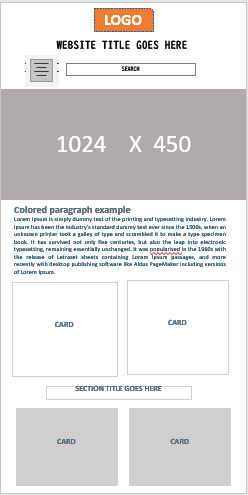 LOGO
WEBSITE TITLE GOES HERE
SEARCH
1024 X 450
Colored paragraph example
Lorem Ipsum is simply dummy text of the printing and typesetting industry. Lorem
Ipsum has been the industry's standard dummy text ever since the 1500s, when an
unknown printer took a galley of type and scrambled it to make a type specimen
book. It has survived not only five centuries, but also the leap into electronic
typesetting, remaining essentially unchanged. It was popularised in the 1960s with
the release of Letraset sheets containing Lorem Ipsum passages, and more
recently with desktop publishing software like Aldus PageMaker including versions
of Lorem Ipsum.
CARD
CARD
SECTION TITLE GOES HERE
CARD
CARD